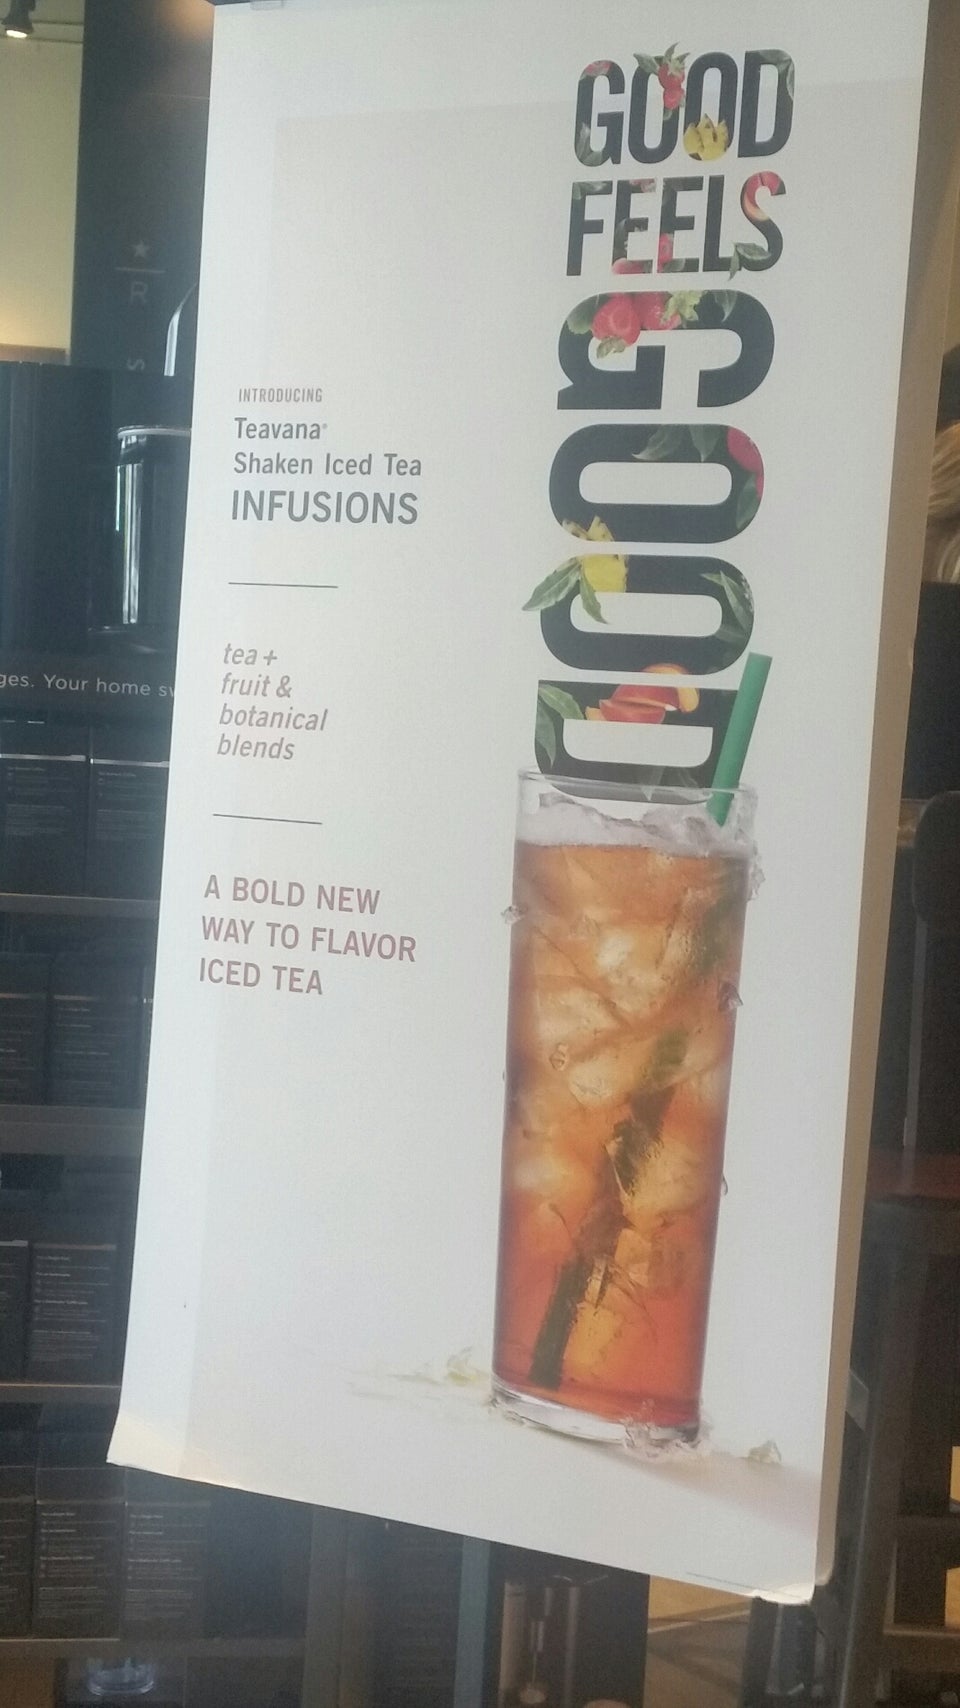 GOOD
FEELS
GOOD
INTRODUCING
Teavana®
Shaken Iced Tea
INFUSIONS
tea +
fruit &
botanical
blends
A BOLD NEW
WAY TO FLAVOR
ICED TEA
R
ges. Your home